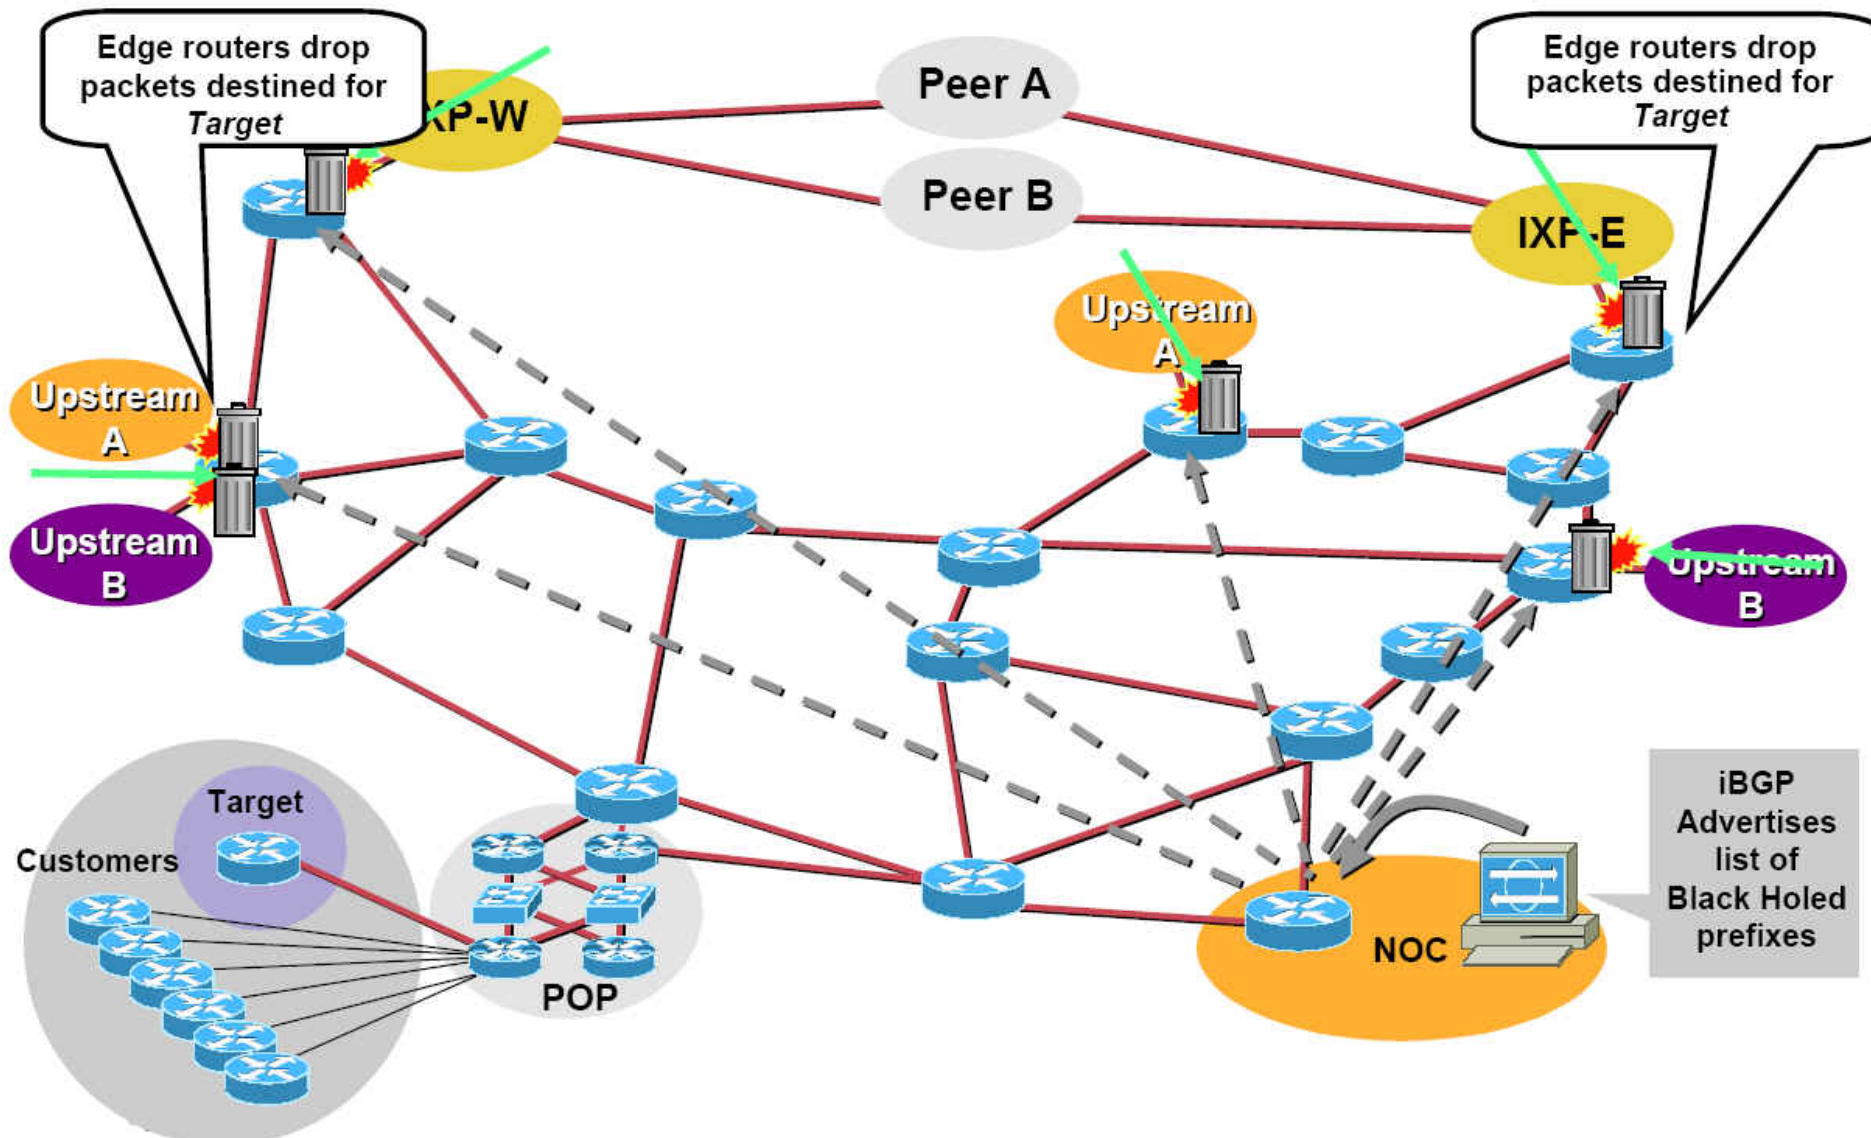 Edge routers drop
packets destined for
Target
Edge routers drop
packets destined for
Target
XP-W
Peer A
Peer B
IXP-E
Upstream
A
Upstream
A
Upstream
B
Upstream
B
Target
Customers
POP
NOC
iBGP
Advertises
list of
Black Holed
prefixes